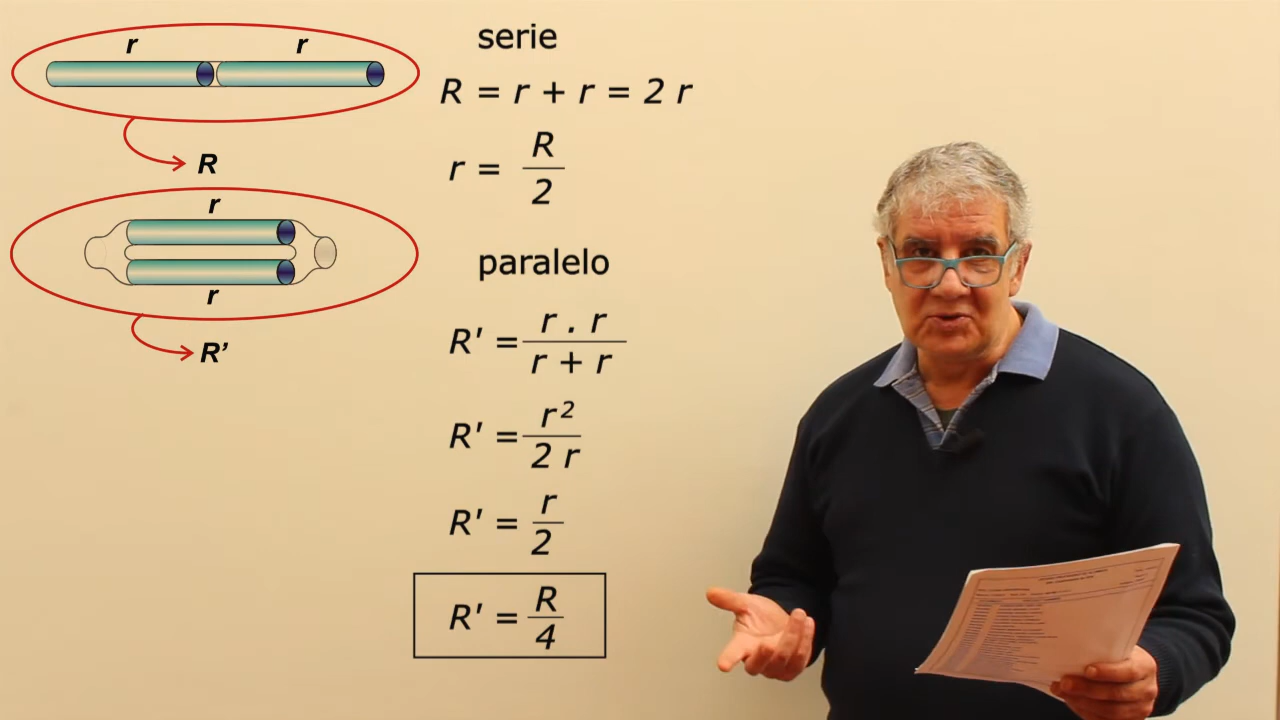 r r
R
r
r
R'
serie
R = r + r = 2 r
r = R/2
paralelo
R' = r . r / r + r
R' = r² / 2 r
R' = r/2
R' = R/4